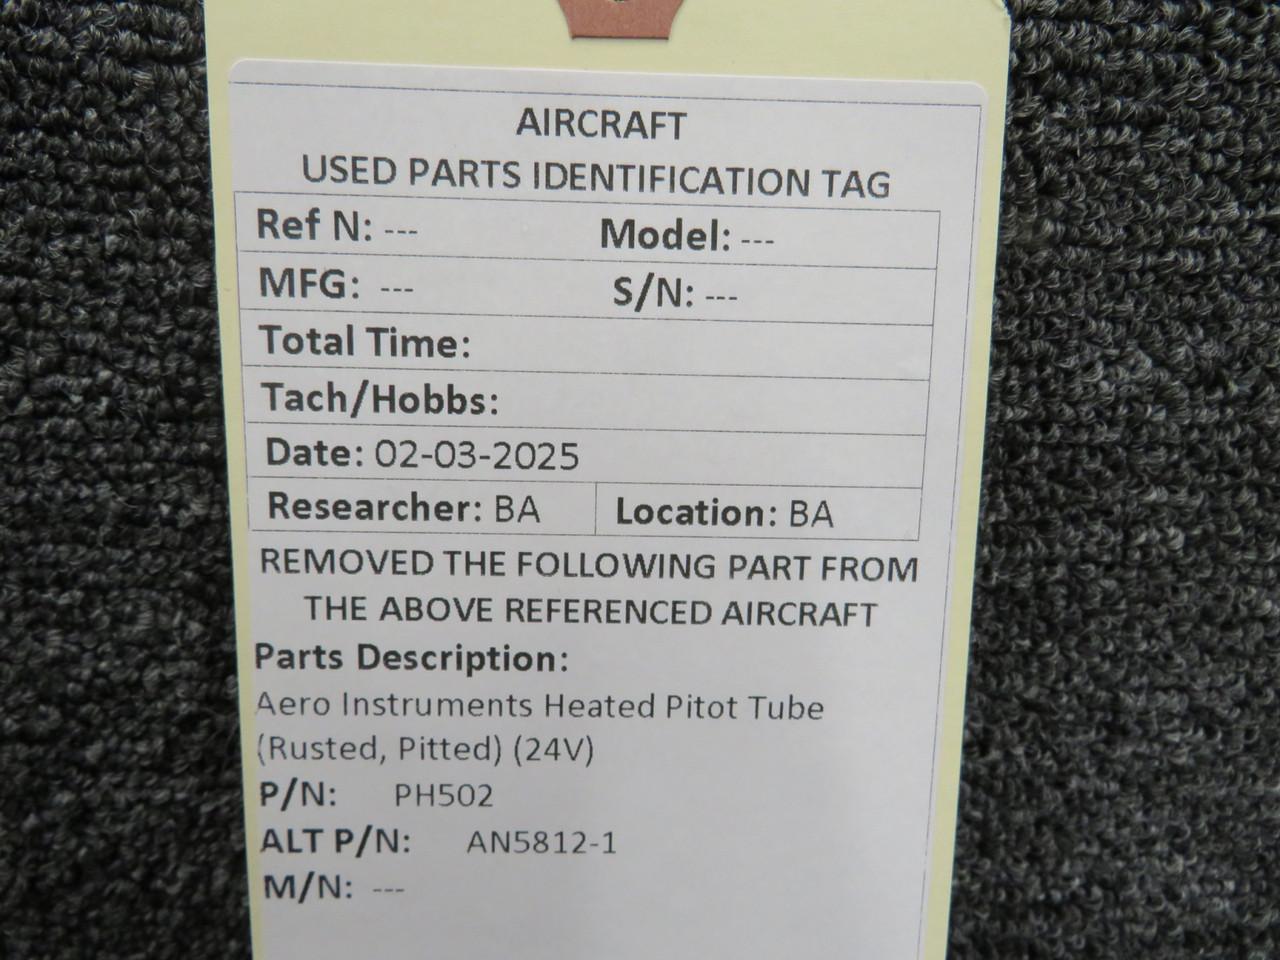 AIRCRAFT
USED PARTS IDENTIFICATION TAG
Ref N: --- Model: ---
MFG: --- S/N: ---
Total Time:
Tach/Hobbs:
Date: 02-03-2025
Researcher: BA Location: BA
REMOVED THE FOLLOWING PART FROM
THE ABOVE REFERENCED AIRCRAFT
Parts Description:
Aero Instruments Heated Pitot Tube
(Rusted, Pitted) (24V)
P/N: PH502
ALT P/N: AN5812-1
M/N: ---